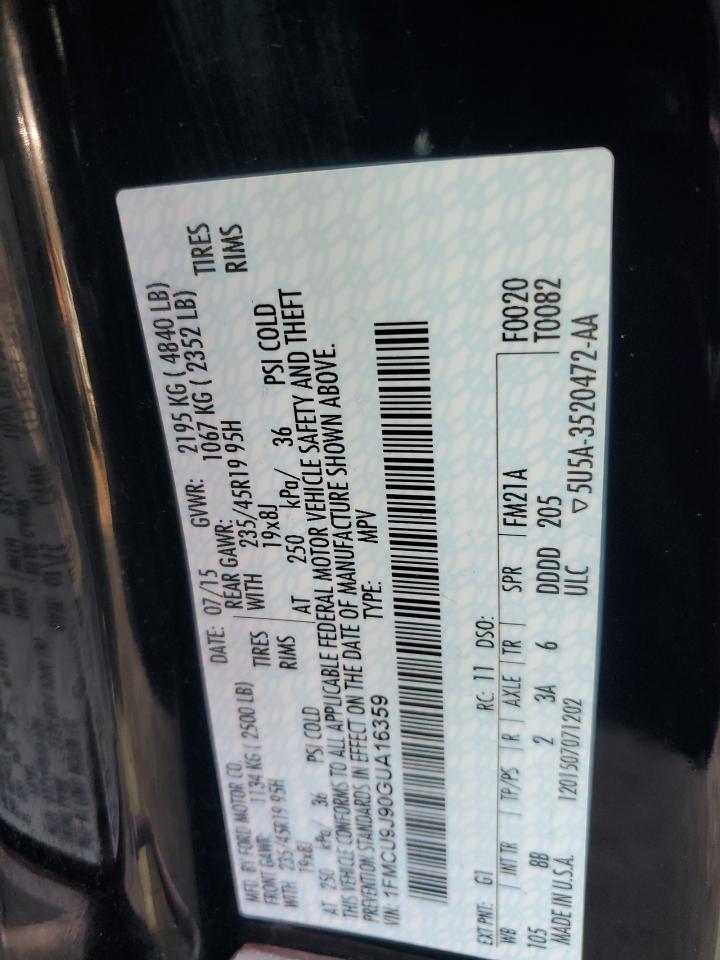 MFD. BY FORD MOTOR CO. DATE: 07/15 GVWR: 2195 KG ( 4840 LB)
FRONT GAWR: 1134 KG ( 2500 LB) REAR GAWR: 1067 KG ( 2352 LB)
WITH 235/45R19 95H TIRES WITH 235/45R19 95H TIRES
19x8J RIMS 19x8J RIMS
AT 250 kPa/ 36 PSI COLD AT 250 kPa/ 36 PSI COLD
THIS VEHICLE CONFORMS TO ALL APPLICABLE FEDERAL MOTOR VEHICLE SAFETY AND THEFT
PREVENTION STANDARDS IN EFFECT ON THE DATE OF MANUFACTURE SHOWN ABOVE.
VIN: 1FMCU9J90GUA16359 TYPE: MPV
EXT PNT: G1 RC: 11 DSO:
WB INT TR TP/PS R AXLE TR SPR FM21A F0020
105 8B 2 3A 6 DDDD 205 T0082
MADE IN U.S.A. 1201507071202 ULC ▽5U5A-3520472-AA